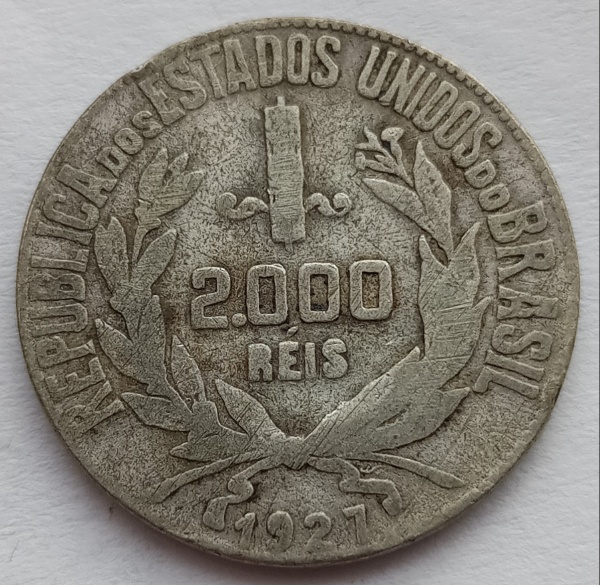 REPUBLICA DOS ESTADOS UNIDOS DO BRASIL
2.000
RÉIS
1927